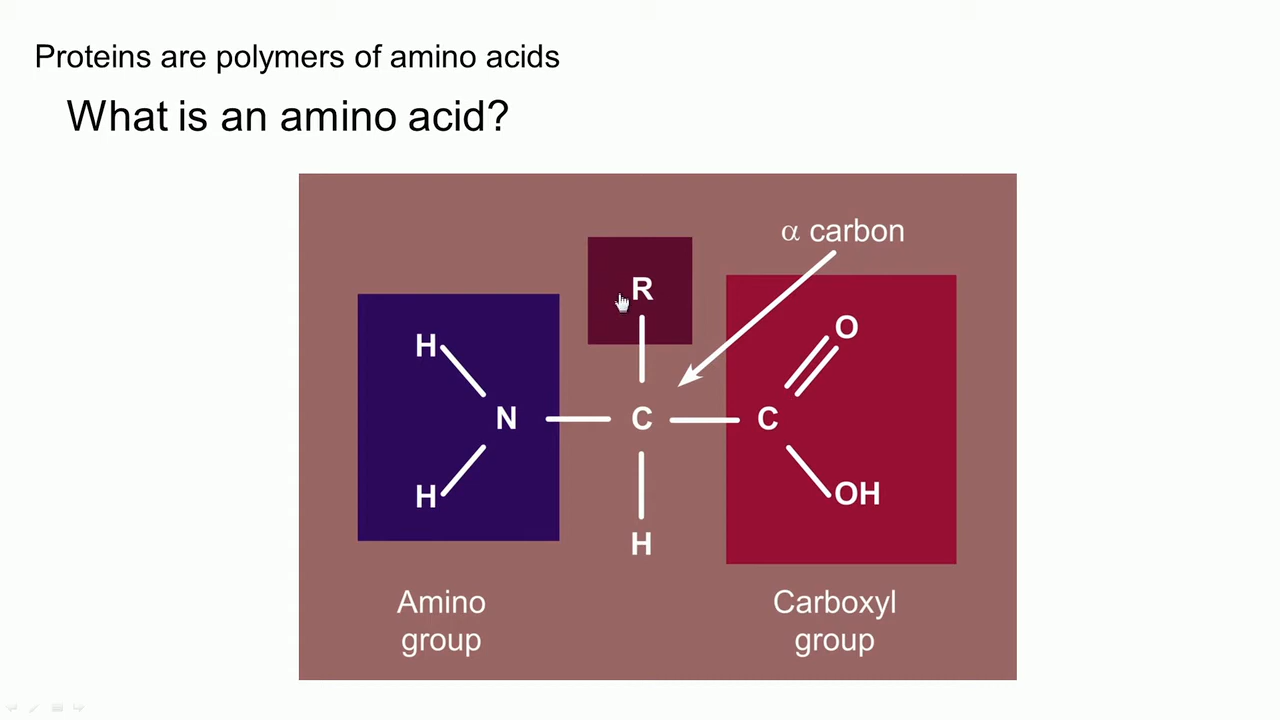 Proteins are polymers of amino acids
What is an amino acid?
α carbon
R
O
H
N
C
C
H
OH
H
Amino
group
Carboxyl
group